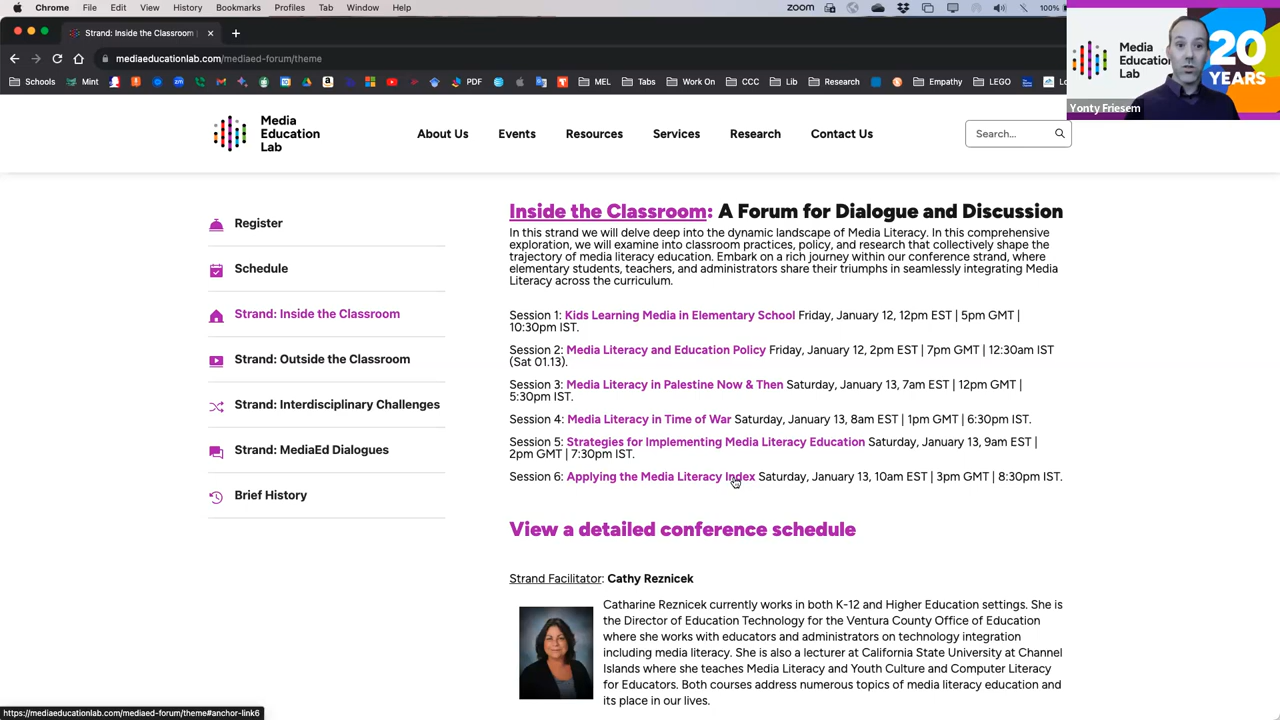 Chrome File Edit View History Bookmarks Profiles Tab Window Help zoom 100%
Strand: Inside the Classroom
mediaeducationlab.com/mediaed-forum/theme
Schools Mint PDF MEL Tabs Work On CCC Lib Research Empathy LEGO
Media
Education
Lab
20
YEARS
Yonty Friesem
Media
Education
Lab
About Us Events Resources Services Research Contact Us
Search...
Register
Schedule
Strand: Inside the Classroom
Strand: Outside the Classroom
Strand: Interdisciplinary Challenges
Strand: MediaEd Dialogues
Brief History
Inside the Classroom: A Forum for Dialogue and Discussion
In this strand we will delve deep into the dynamic landscape of Media Literacy. In this comprehensive
exploration, we will examine into classroom practices, policy, and research that collectively shape the
trajectory of media literacy education. Embark on a rich journey within our conference strand, where
elementary students, teachers, and administrators share their triumphs in seamlessly integrating Media
Literacy across the curriculum.
Session 1: Kids Learning Media in Elementary School Friday, January 12, 12pm EST | 5pm GMT |
10:30pm IST.
Session 2: Media Literacy and Education Policy Friday, January 12, 2pm EST | 7pm GMT | 12:30am IST
(Sat 01.13).
Session 3: Media Literacy in Palestine Now & Then Saturday, January 13, 7am EST | 12pm GMT |
5:30pm IST.
Session 4: Media Literacy in Time of War Saturday, January 13, 8am EST | 1pm GMT | 6:30pm IST.
Session 5: Strategies for Implementing Media Literacy Education Saturday, January 13, 9am EST |
2pm GMT | 7:30pm IST.
Session 6: Applying the Media Literacy Index Saturday, January 13, 10am EST | 3pm GMT | 8:30pm IST.
View a detailed conference schedule
Strand Facilitator: Cathy Reznicek
Catharine Reznicek currently works in both K-12 and Higher Education settings. She is
the Director of Education Technology for the Ventura County Office of Education
where she works with educators and administrators on technology integration
including media literacy. She is also a lecturer at California State University at Channel
Islands where she teaches Media Literacy and Youth Culture and Computer Literacy
for Educators. Both courses address numerous topics of media literacy education and
its place in our lives.
https://mediaeducationlab.com/mediaed-forum/theme#anchor-link6